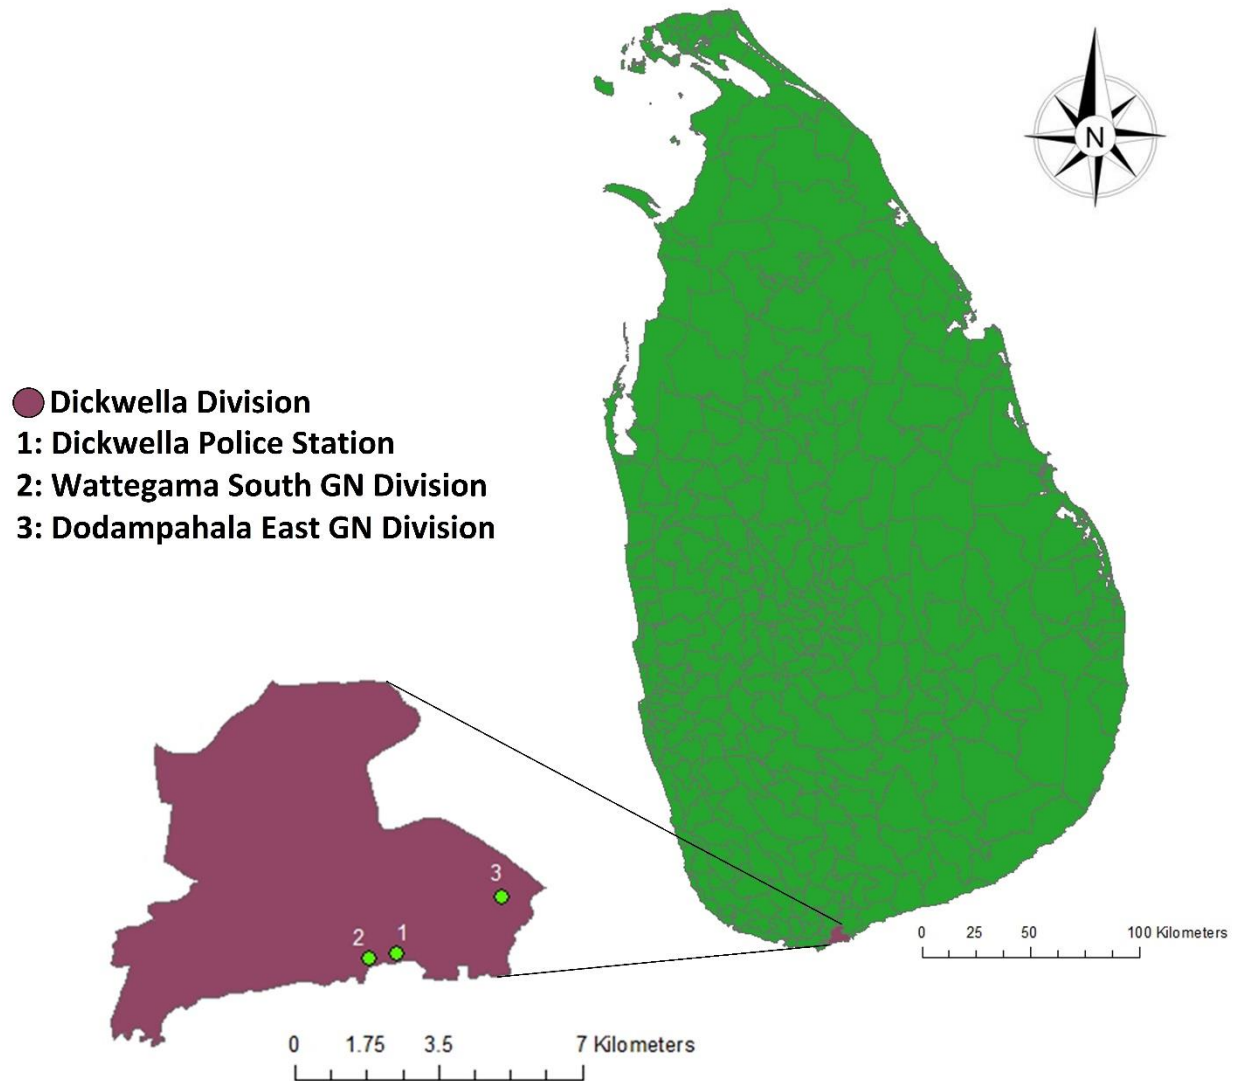 N
Dickwella Division
1: Dickwella Police Station
2: Wattegama South GN Division
3: Dodampahala East GN Division
3
2 1
0 25 50 100 Kilometers
0 1.75 3.5 7 Kilometers